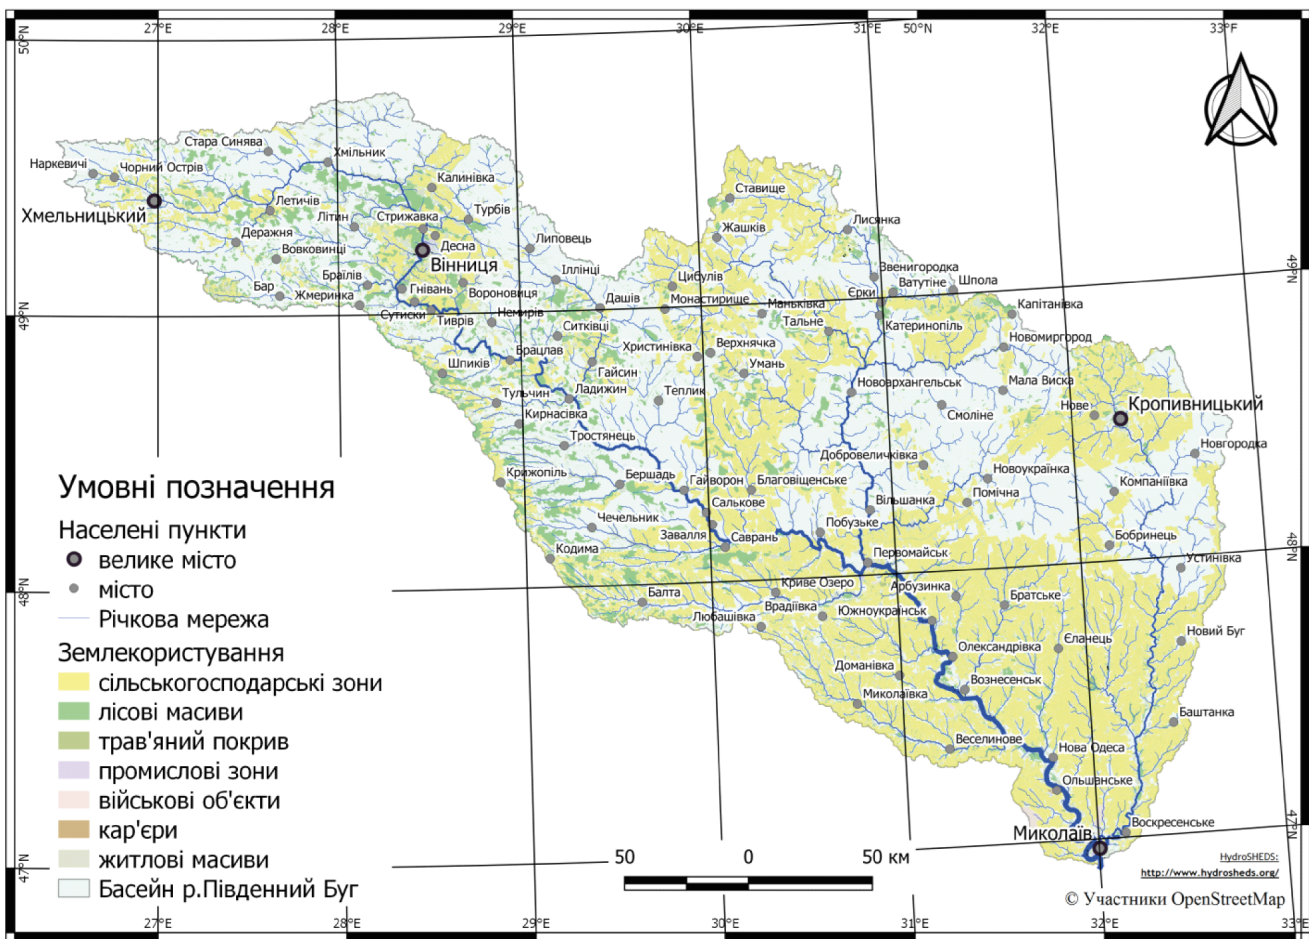 27°E 28°E 29°E 30°E 31°E 50°N 32°E 33°F
50°N
49°N
48°N
47°N
49°N
48°N
47°N
Стара Синява
Хмільник
Наркевичі
Чорний Острів
Калинівка
Ставище
Хмельницький
Летичів
Літин
Стрижавка
Турбів
Лисянка
Деражня
Десна
Липовець
Жашків
Вовковинці
Вінниця
Іллінці
Звенигородка
Браїлів
Цибулів
Ватутіне
Шпола
Бар
Жмеринка
Гнівань
Вороновиця
Дашів
Монастирище
Маньківка
Єрки
Капітанівка
Сутиски
Тиврів
Немирів
Ситківці
Тальне
Катеринопіль
Христинівка
Верхнячка
Новомиргород
Брацлав
Шпиків
Гайсин
Умань
Новоархангельськ
Мала Виска
Тульчин
Ладижин
Теплик
Смоліне
Нове
Кропивницький
Кирнасівка
Тростянець
Новгородка
Добровеличківка
Крижопіль
Бершадь
Гайворон
Благовіщенське
Новоукраїнка
Компаніївка
Салькове
Вільшанка
Помічна
Чечельник
Завалля
Саврань
Побузьке
Бобринець
Кодима
Первомайськ
Устинівка
Балта
Криве Озеро
Арбузинка
Братське
Любашівка
Врадіївка
Южноукраїнськ
Олександрівка
Єланець
Новий Буг
Доманівка
Вознесенськ
Миколаївка
Баштанка
Веселинове
Нова Одеса
Ольшанське
Миколаїв
Воскресенське
Умовні позначення
Населені пункти
велике місто
місто
Річкова мережа
Землекористування
сільськогосподарські зони
лісові масиви
трав'яний покрив
промислові зони
військові об'єкти
кар'єри
житлові масиви
Басейн р.Південний Буг
50 0 50 км
HydroSHEDS:
http://www.hydrosheds.org/
© Участники OpenStreetMap
27°E 28°E 29°E 30°E 31°E 32°E 33°E